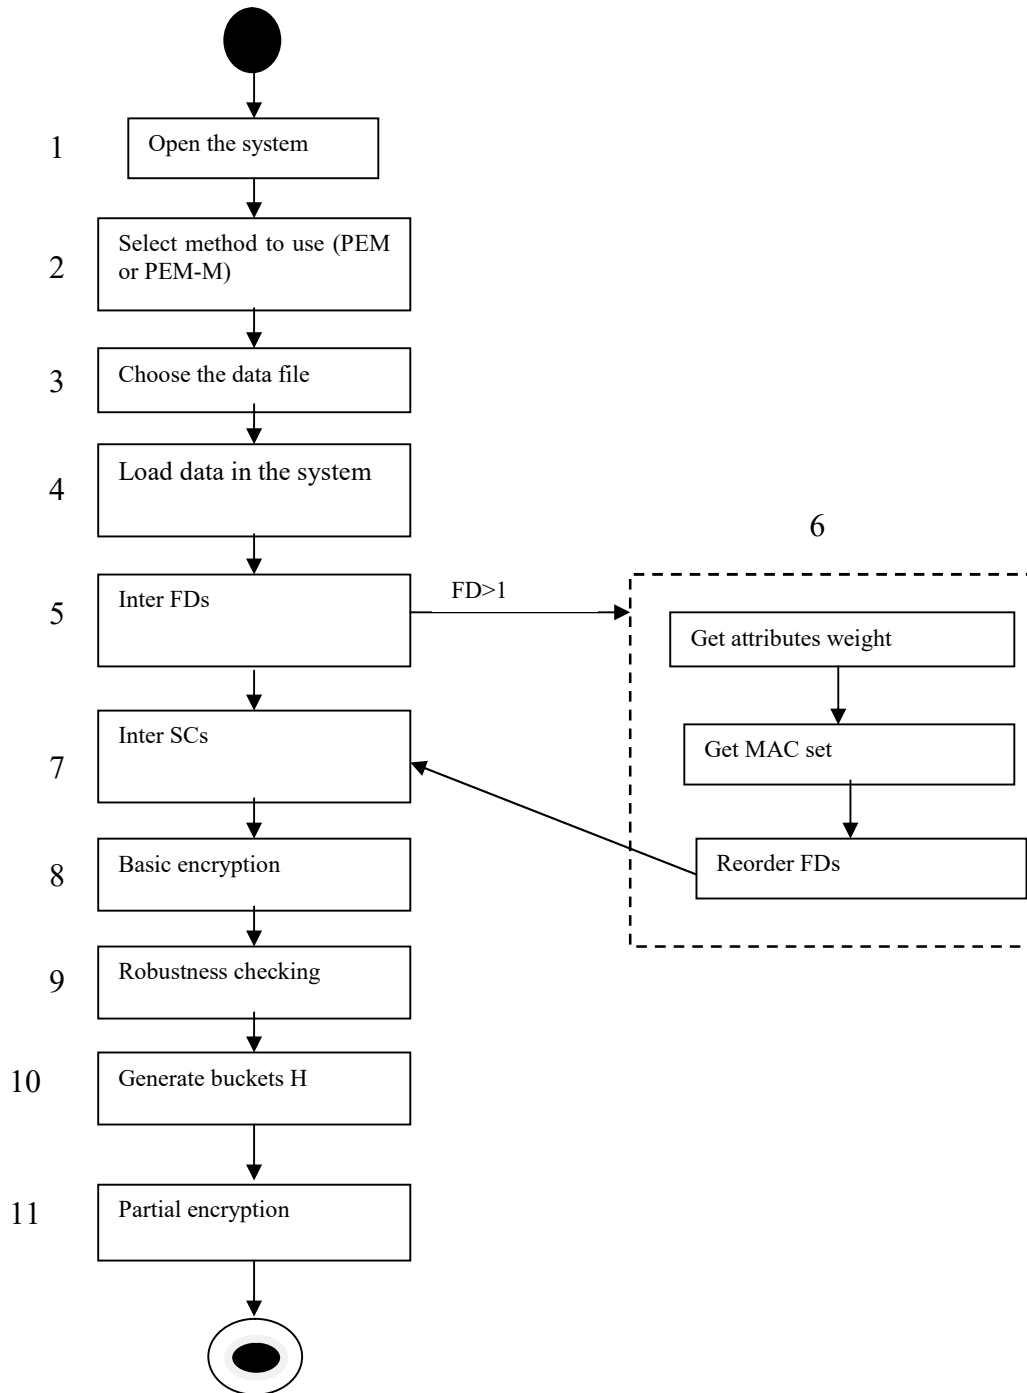 1
Open the system
2
Select method to use (PEM
or PEM-M)
3
Choose the data file
4
Load data in the system
6
5
Inter FDs
FD>1
Get attributes weight
7
Inter SCs
Get MAC set
8
Basic encryption
Reorder FDs
9
Robustness checking
10
Generate buckets H
11
Partial encryption